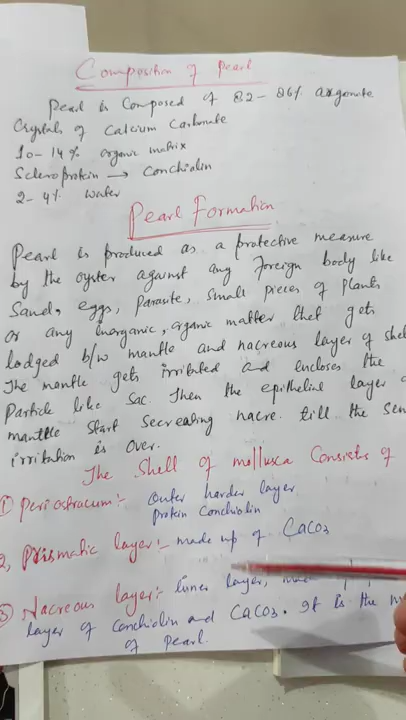 Composition of Pearl
Pearl is Composed of 82-86% argonite
Crystals of Calcium Carbonate
10-14% organic matrix
Scleroprotein → Conchiolin
2-4% water
Pearl Formation
Pearl is produced as a protective measure
by the oyster against any foreign body like
Sand, eggs, Parasite, Small pieces of plants
or any inorganic, organic matter that gets
lodged b/w mantle and nacreous layer of shel
The mantle gets irritated and encloses the
Particle like sac. Then the epitheline layer
mantle start secreating nacre. till the sen
irritation is over.
The Shell of mollusca Consists of
① Periostracum:- Outer harder layer
Protein Conchiolin
2, Prismatic layer:- made up of CaCO3
③ Nacreous layer:- inner layer,
layer of Conchiolin and CaCO3. It is the
of pearl.